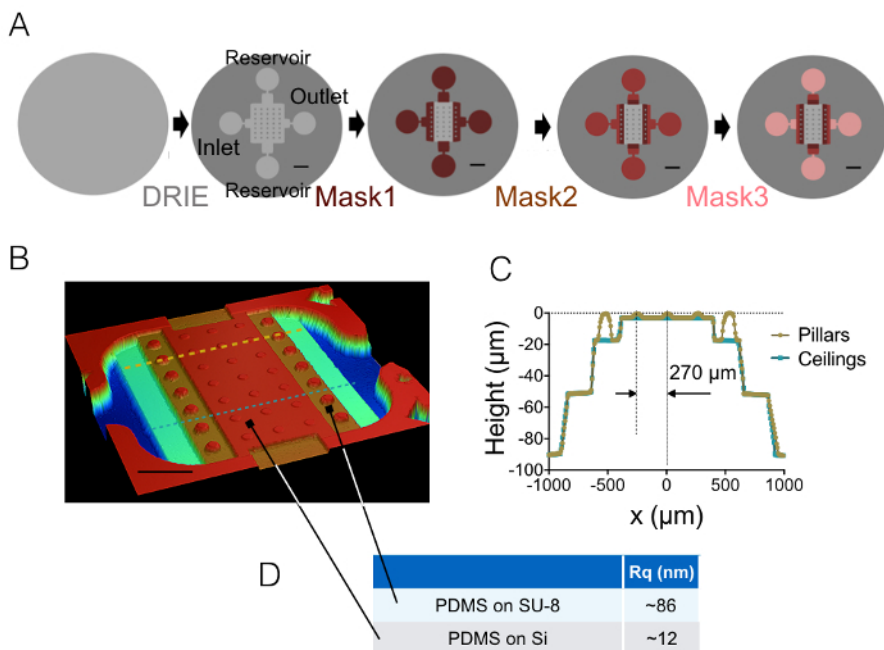 A
Reservoir
Outlet
Inlet
Reservoir
DRIE
Mask1
Mask2
Mask3
B
C
Height (μm)
0
-20
-40
-60
-80
-100
-1000
-500
0
500
1000
x (μm)
270 μm
Pillars
Ceilings
D
Rq (nm)
PDMS on SU-8 ~86
PDMS on Si ~12